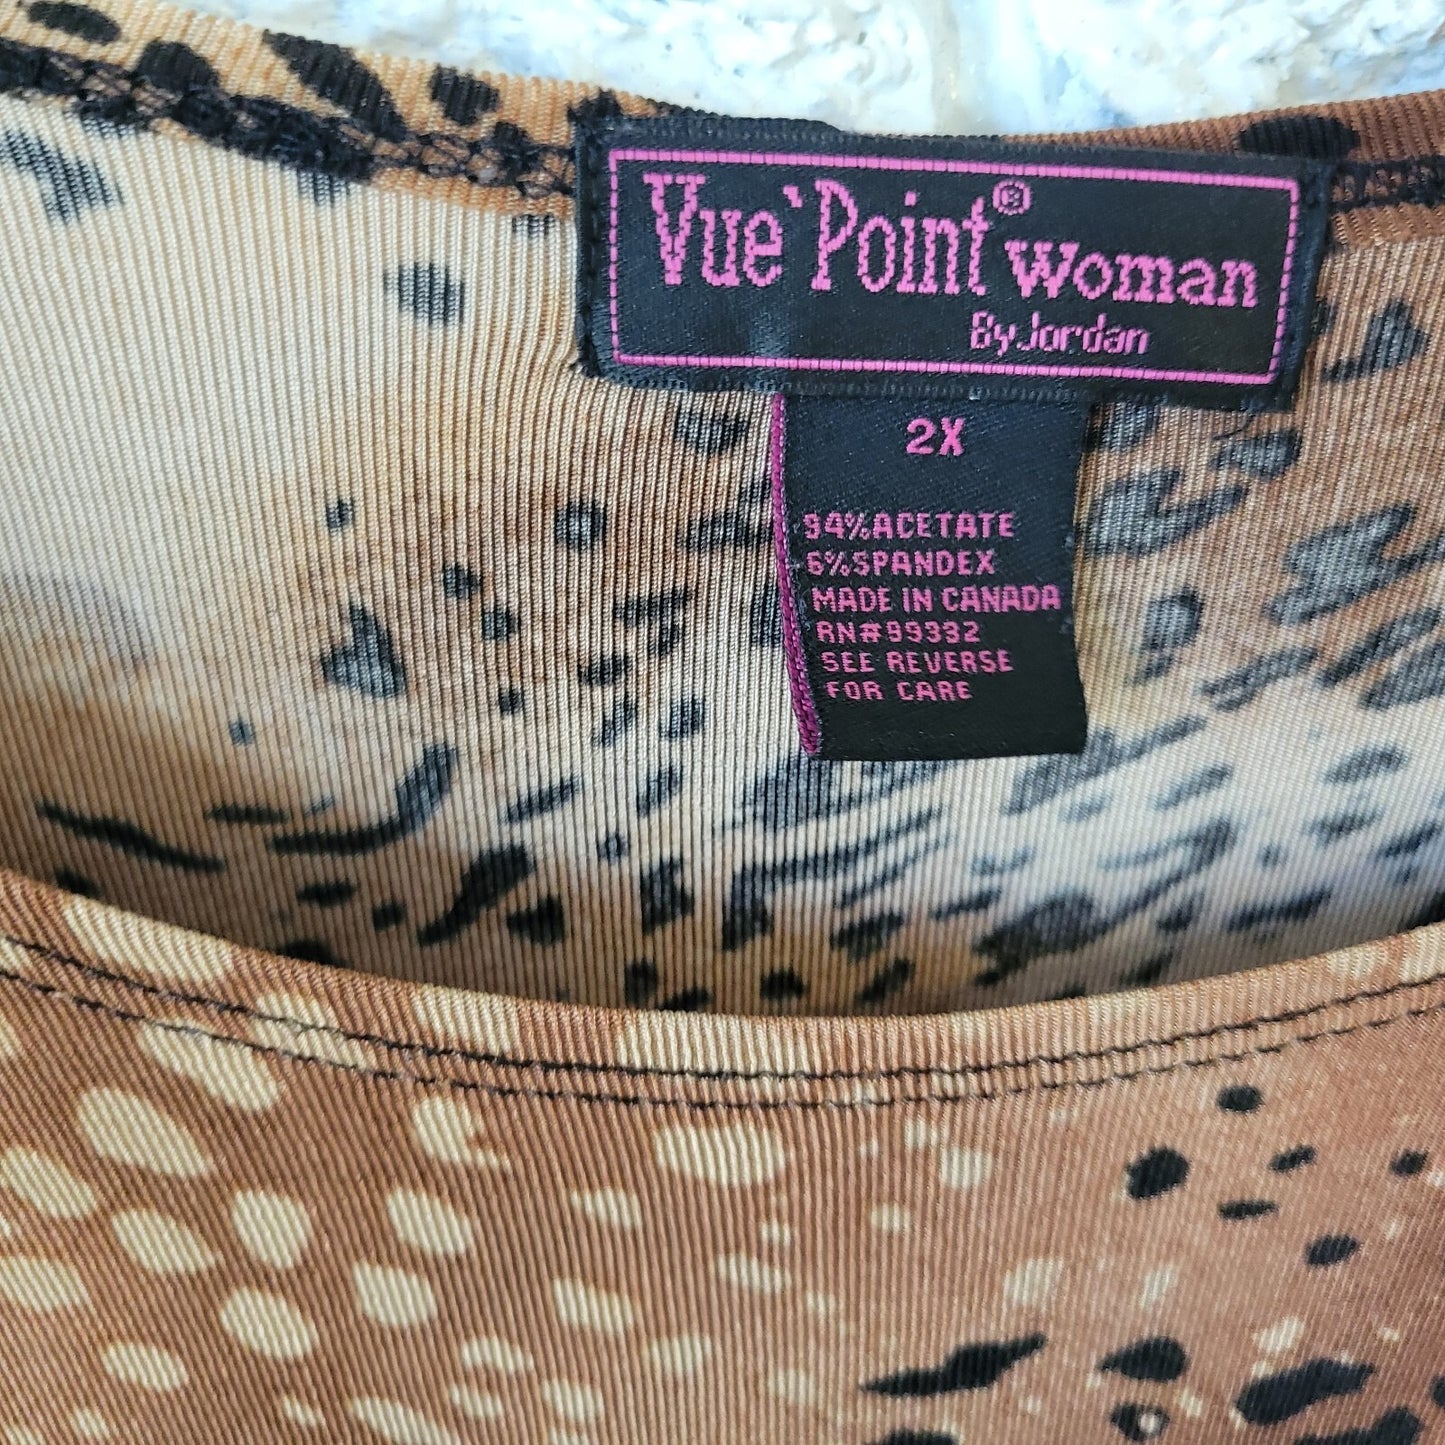 Vue`Point® Woman
By Jordan
2X
94% ACETATE
6% SPANDEX
MADE IN CANADA
RN#99332
SEE REVERSE
FOR CARE